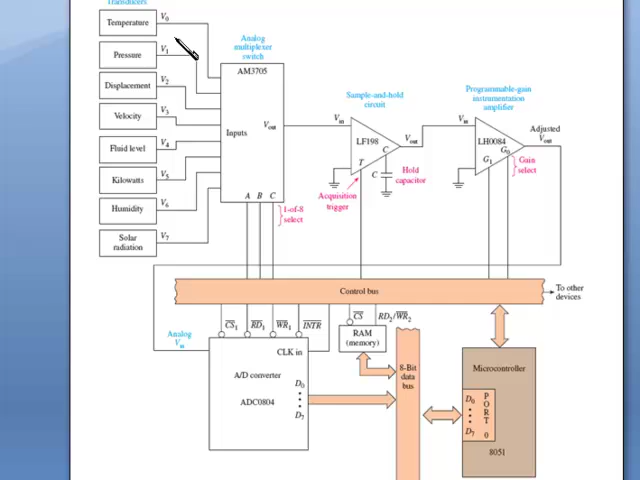 Transducers
Temperature
V0
Pressure
V1
Displacement
V2
Velocity
V3
Fluid level
V4
Kilowatts
V5
Humidity
V6
Solar
radiation
V7
Analog
multiplexer
switch
AM3705
Inputs
Vout
A B C
1-of-8
select
Sample-and-hold
circuit
Vin
LF198
Vout
C
T
C
Hold
capacitor
Acquisition
trigger
Programmable-gain
instrumentation
amplifier
Vin
LH0084
G0
G1
Adjusted
Vout
Gain
select
Control bus
To other
devices
CS1 RD1 WR1 INTR
CS RD2/WR2
Analog
Vin
CLK in
A/D converter
ADC0804
D0
D7
RAM
(memory)
8-Bit
data
bus
Microcontroller
D0
D7
P
O
R
T
0
8051